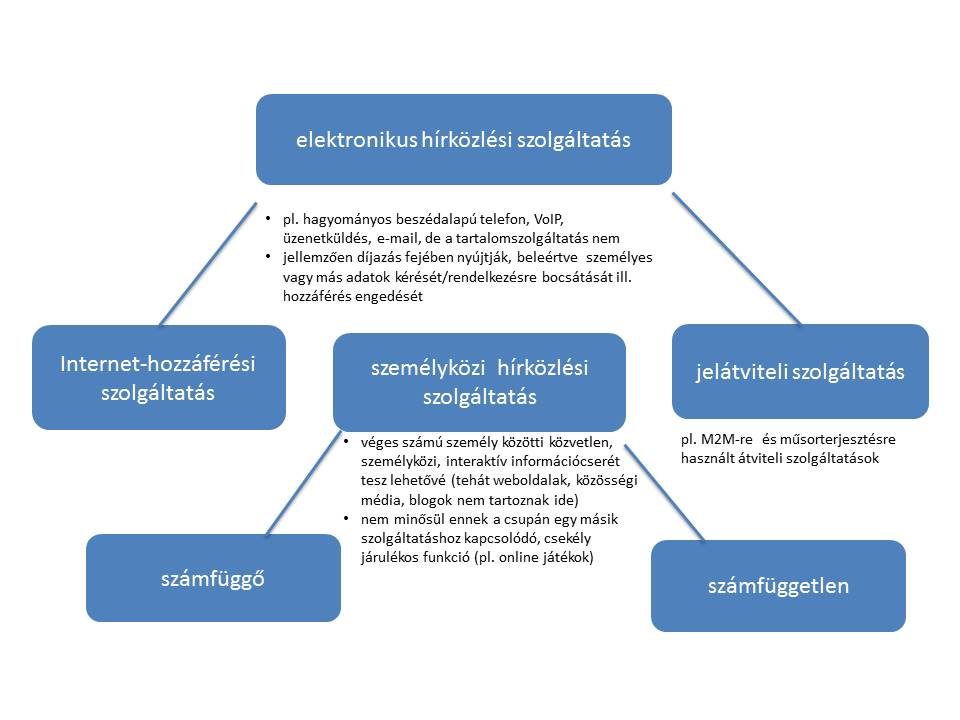 elektronikus hírközlési szolgáltatás
• pl. hagyományos beszédalapú telefon, VoIP,
üzenetküldés, e-mail, de a tartalomszolgáltatás nem
• jellemzően díjazás fejében nyújtják, beleértve személyes
vagy más adatok kérését/rendelkezésre bocsátását ill.
hozzáférés engedését
Internet-hozzáférési
szolgáltatás
személyközi hírközlési
szolgáltatás
jelátviteli szolgáltatás
• véges számú személy közötti közvetlen,
személyközi, interaktív információcserét
tesz lehetővé (tehát weboldalak, közösségi
média, blogok nem tartoznak ide)
• nem minősül ennek a csupán egy másik
szolgáltatáshoz kapcsolódó, csekély
járulékos funkció (pl. online játékok)
pl. M2M-re és műsorterjesztésre
használt átviteli szolgáltatások
számfüggő
számfüggetlen